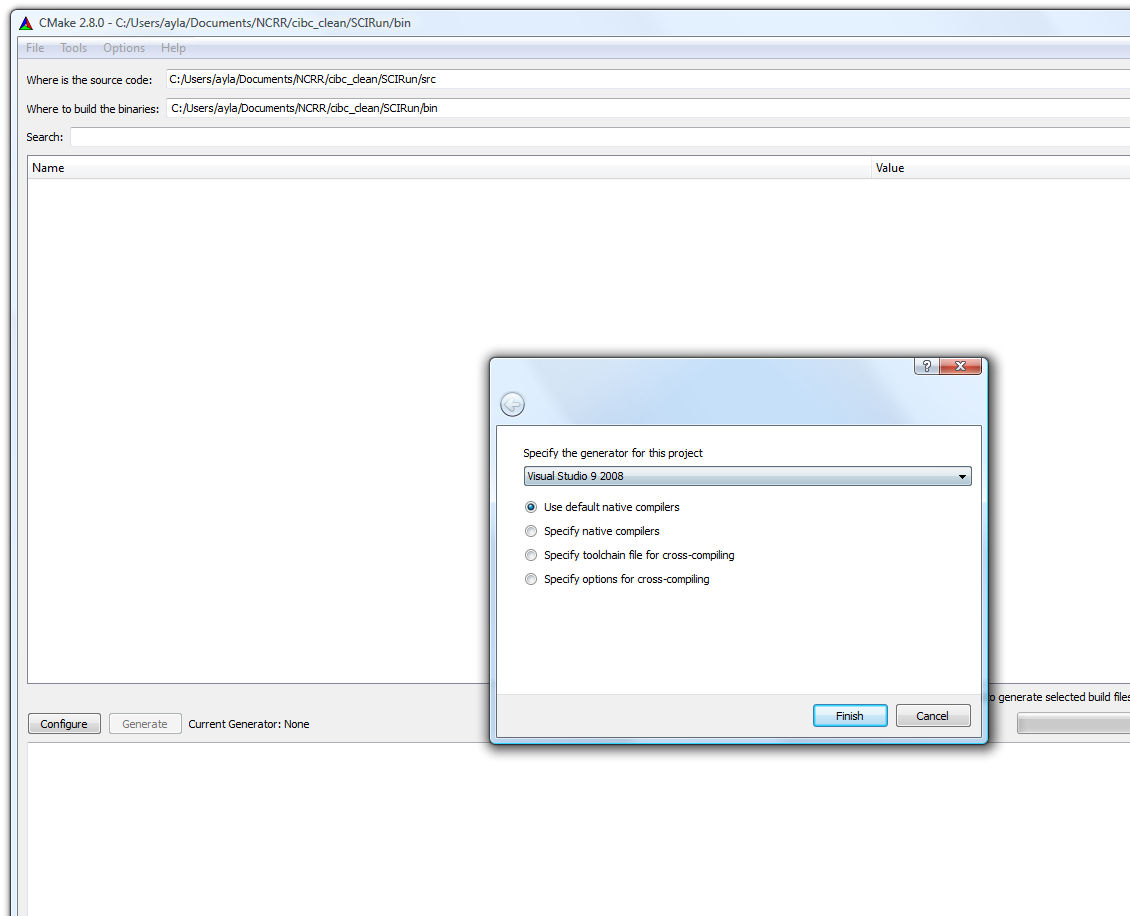 CMake 2.8.0 - C:/Users/ayla/Documents/NCRR/cibc_clean/SCIRun/bin
File Tools Options Help
Where is the source code: C:/Users/ayla/Documents/NCRR/cibc_clean/SCIRun/src
Where to build the binaries: C:/Users/ayla/Documents/NCRR/cibc_clean/SCIRun/bin
Search:
Name Value
?
Specify the generator for this project
Visual Studio 9 2008
Use default native compilers
Specify native compilers
Specify toolchain file for cross-compiling
Specify options for cross-compiling
o generate selected build files
Finish Cancel
Configure Generate Current Generator: None